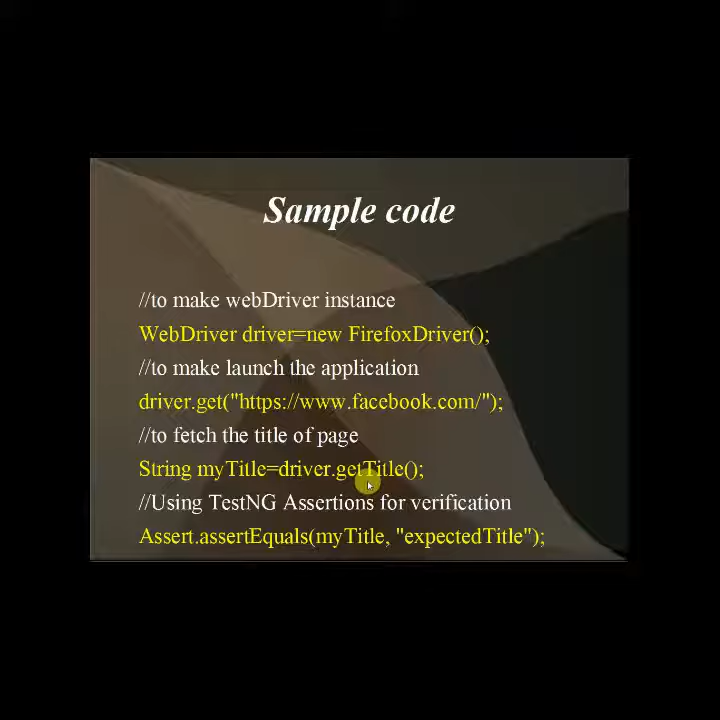 Sample code
//to make webDriver instance
WebDriver driver=new FirefoxDriver();
//to make launch the application
driver.get("https://www.facebook.com/");
//to fetch the title of page
String myTitle=driver.getTitle();
//Using TestNG Assertions for verification
Assert.assertEquals(myTitle, "expectedTitle");